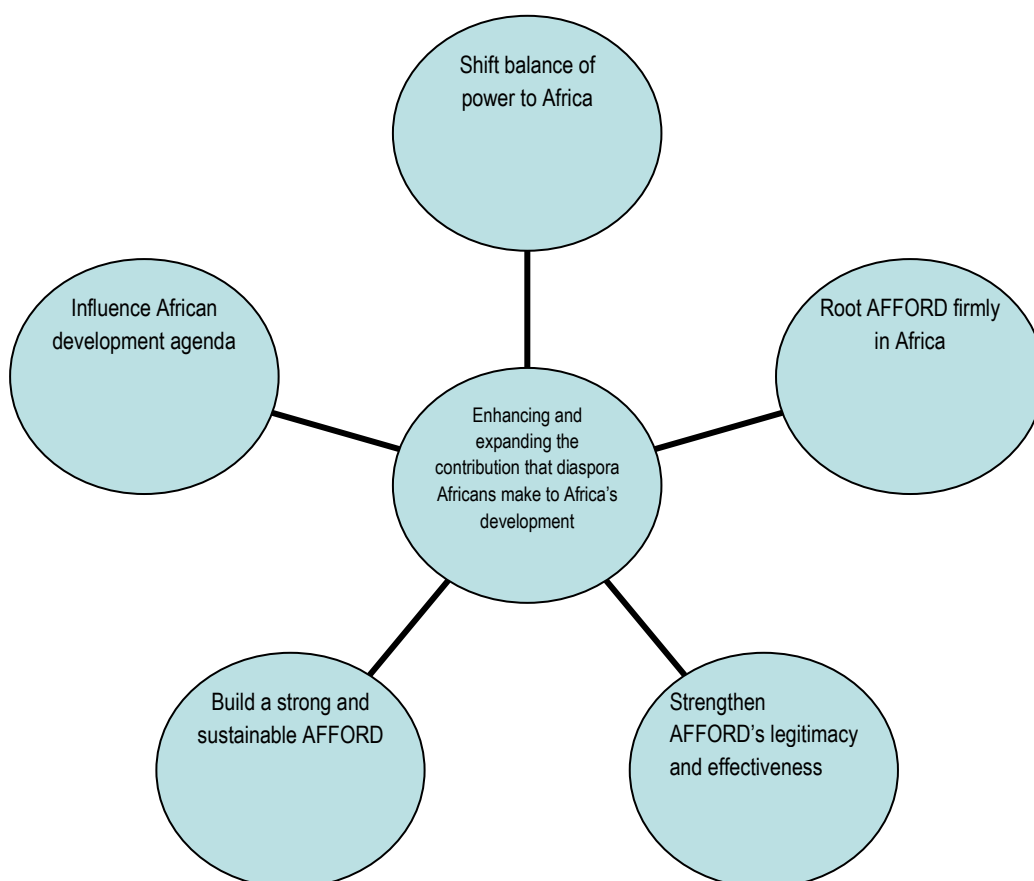 Shift balance of
power to Africa
Influence African
development agenda
Root AFFORD firmly
in Africa
Enhancing and
expanding the
contribution that diaspora
Africans make to Africa’s
development
Build a strong and
sustainable AFFORD
Strengthen
AFFORD’s legitimacy
and effectiveness